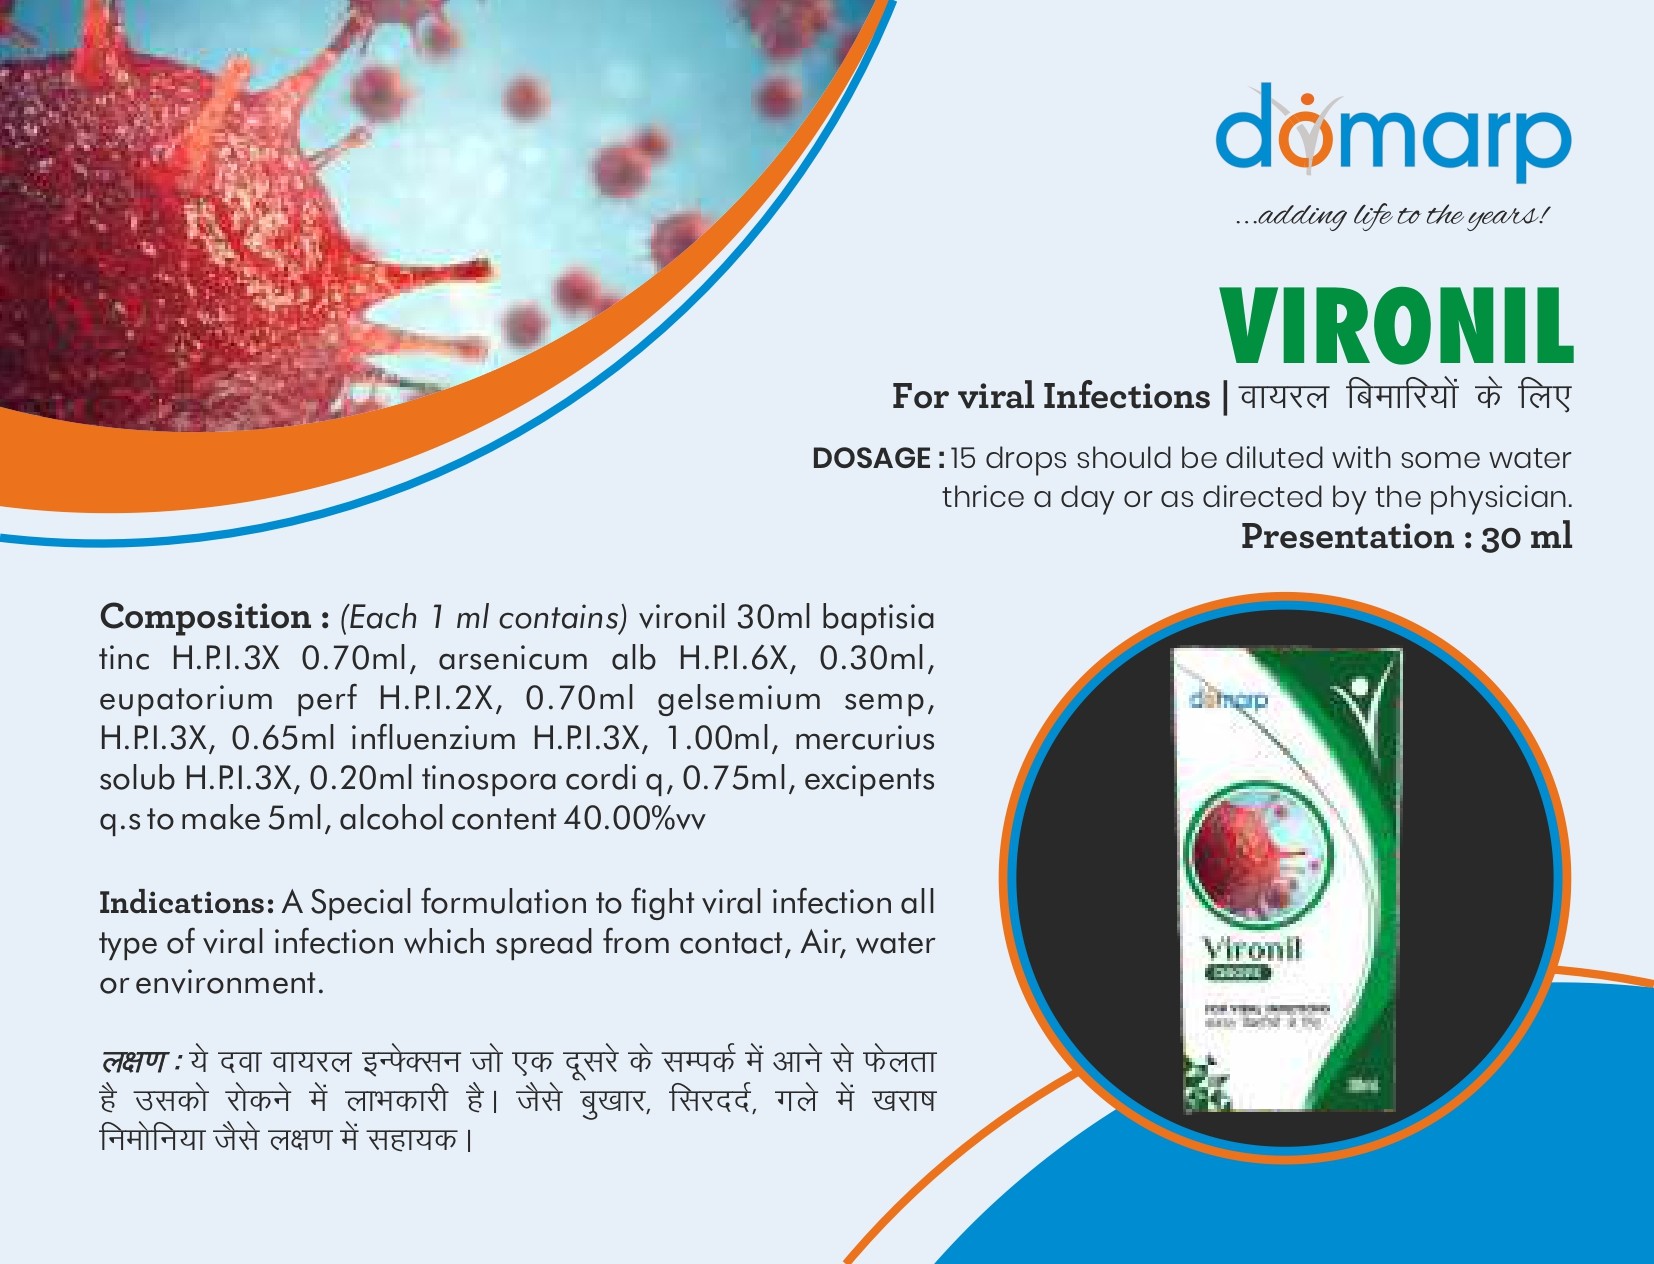 domarp
...adding life to the years!
VIRONIL
For viral Infections | वायरल बिमारियों के लिए
DOSAGE : 15 drops should be diluted with some water
thrice a day or as directed by the physician.
Presentation : 30 ml
Composition : (Each 1 ml contains) vironil 30ml baptisia
tinc H.P.I.3X 0.70ml, arsenicum alb H.P.I.6X, 0.30ml,
eupatorium perf H.P.I.2X, 0.70ml gelsemium semp,
H.P.I.3X, 0.65ml influenzium H.P.I.3X, 1.00ml, mercurius
solub H.P.I.3X, 0.20ml tinospora cordi q, 0.75ml, excipents
q.s to make 5ml, alcohol content 40.00%vv
Indications: A Special formulation to fight viral infection all
type of viral infection which spread from contact, Air, water
or environment.
लक्षण : ये दवा वायरल इन्फेक्सन जो एक दूसरे के सम्पर्क में आने से फेलता
है उसको रोकने में लाभकारी है। जैसे बुखार, सिरदर्द, गले में खराष
निमोनिया जैसे लक्षण में सहायक।
domarp
Vironil
FOR VIRAL INFECTIONS